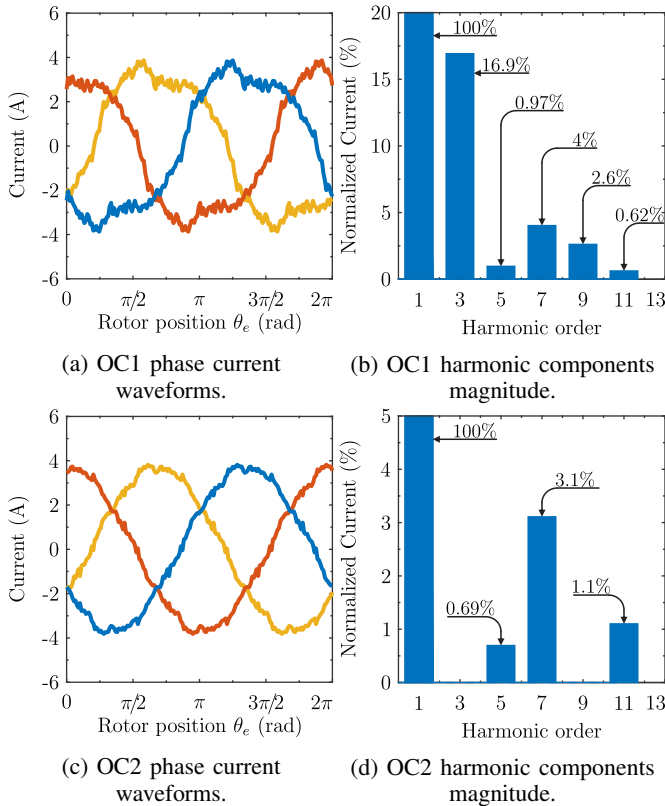 6
4
2
0
-2
-4
-6
Current (A)
0
π/2
π
3π/2
2π
Rotor position θe (rad)
(a) OC1 phase current
waveforms.
20
15
10
5
0
Normalized Current (%)
100%
16.9%
0.97%
4%
2.6%
0.62%
1
3
5
7
9
11
13
Harmonic order
(b) OC1 harmonic components
magnitude.
6
4
2
0
-2
-4
-6
Current (A)
0
π/2
π
3π/2
2π
Rotor position θe (rad)
(c) OC2 phase current
waveforms.
5
4
3
2
1
0
Normalized Current (%)
100%
3.1%
0.69%
1.1%
1
3
5
7
9
11
13
Harmonic order
(d) OC2 harmonic components
magnitude.